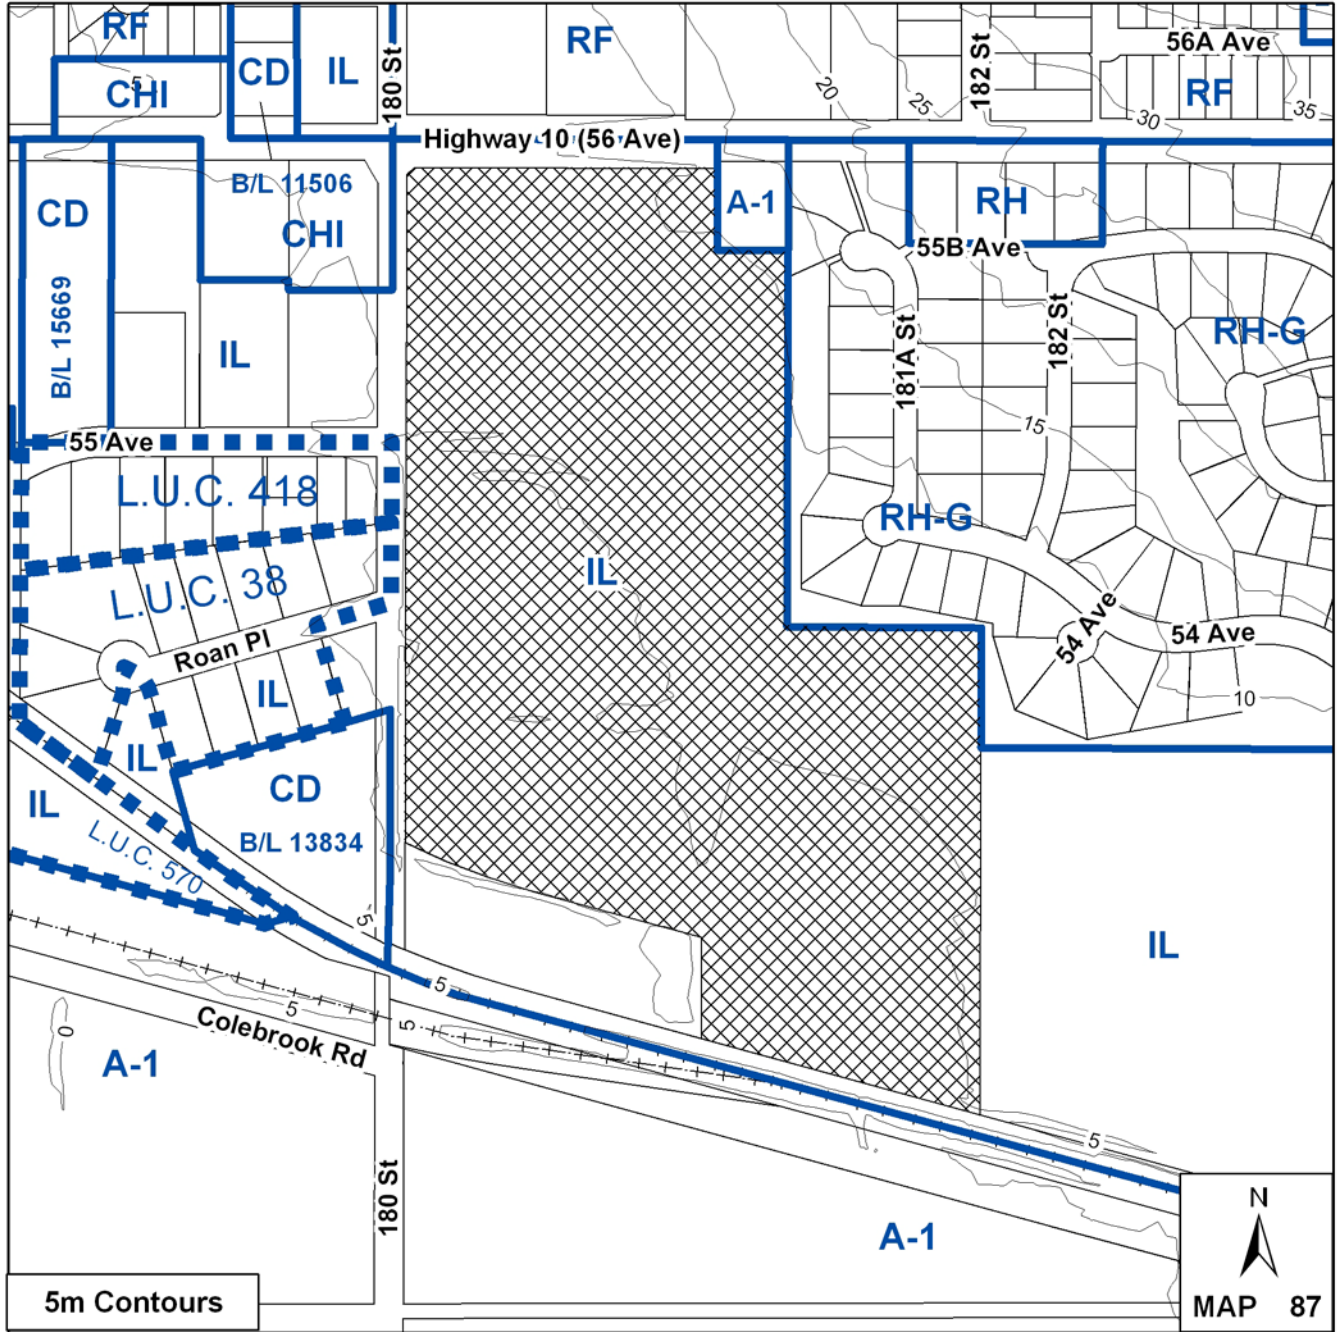 RF
CD
IL
180 St
RF
182 St
56A Ave
20
25
30
RF
35
5
CHI
Highway 10 (56 Ave)
CD
B/L 15669
B/L 11506
CHI
A-1
RH
55B Ave
IL
181A St
182 St
RH-G
15
55 Ave
L.U.C. 418
RH-G
L.U.C. 38
IL
54 Ave
54 Ave
Roan Pl
IL
10
IL
CD
B/L 13834
IL
L.U.C. 570
5
IL
5
5
5
Colebrook Rd
0
A-1
5
180 St
A-1
N
MAP 87
5m Contours